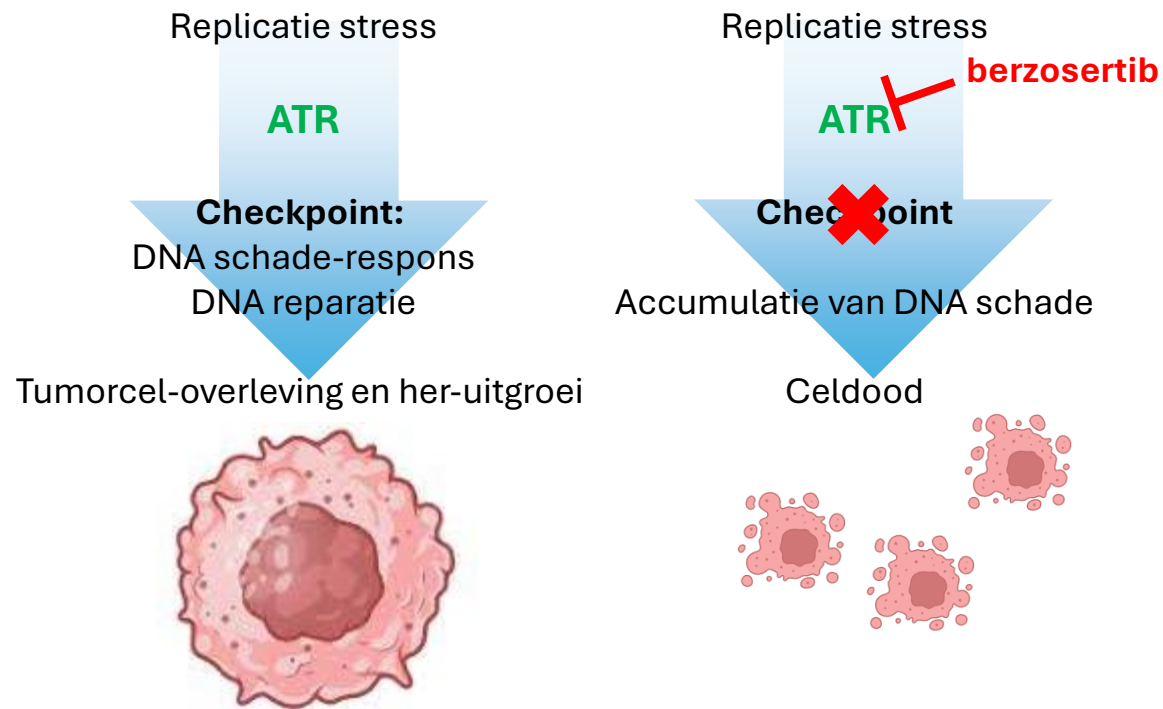 Replicatie stress
ATR
Checkpoint:
DNA schade-respons
DNA reparatie
Tumorcel-overleving en her-uitgroei
Replicatie stress
berzosertib
ATR
Checkpoint
Accumulatie van DNA schade
Celdood